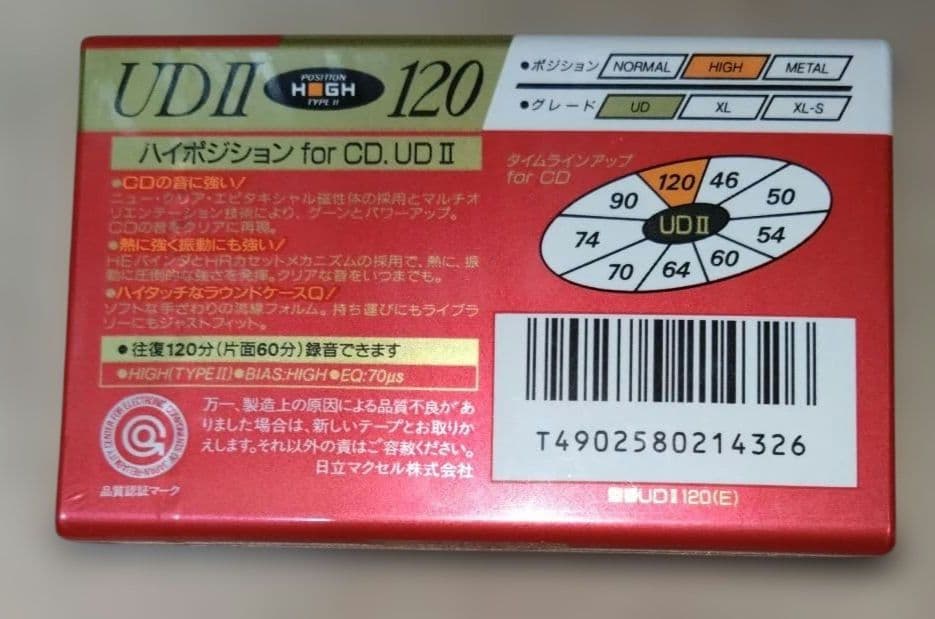 UDII POSITION HIGH TYPE II 120
●ポジション NORMAL HIGH METAL
●グレード UD XL XL-S
ハイポジション for CD. UD II
●CDの音に強い!
ニュー・クリア・エピタキシャル磁性体の採用とマルチオ
リエンテーション技術により、グーンとパワーアップ。
CDの音をクリアに再現。
●熱に強く振動にも強い!
HEバインダとHRカセットメカニズムの採用で、熱に、振
動に圧倒的な強さを発揮。クリアな音をいつまでも。
●ハイタッチなラウンドケースQ!
ソフトな手ざわりの流線フォルム。持ち運びにもライブラ
リーにもジャストフィット。
●往復120分(片面60分)録音できます
●HIGH(TYPE II)●BIAS:HIGH●EQ:70μs
万一、製造上の原因による品質不良があ
りました場合は、新しいテープとお取りか
えします。それ以外の責はご容赦ください。
日立マクセル株式会社
品質認証マーク
タイムラインアップ
for CD
120 46 50 54 60 64 70 74 90
UD II
T4902580214326
UDII120(E)